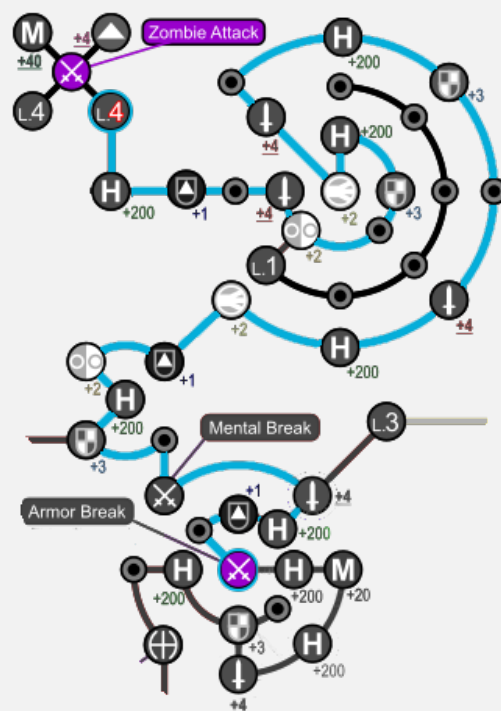 M
+4
Zombie Attack
+40
H
+200
+3
L.4
L.4
+4
H
+200
H
+200
+1
+4
+2
+3
+2
L.1
+2
+4
H
+200
+1
+2
H
+200
+3
L.3
Mental Break
+4
+1
Armor Break
H
+200
H
+200
H
+200
M
+20
+3
H
+200
+4